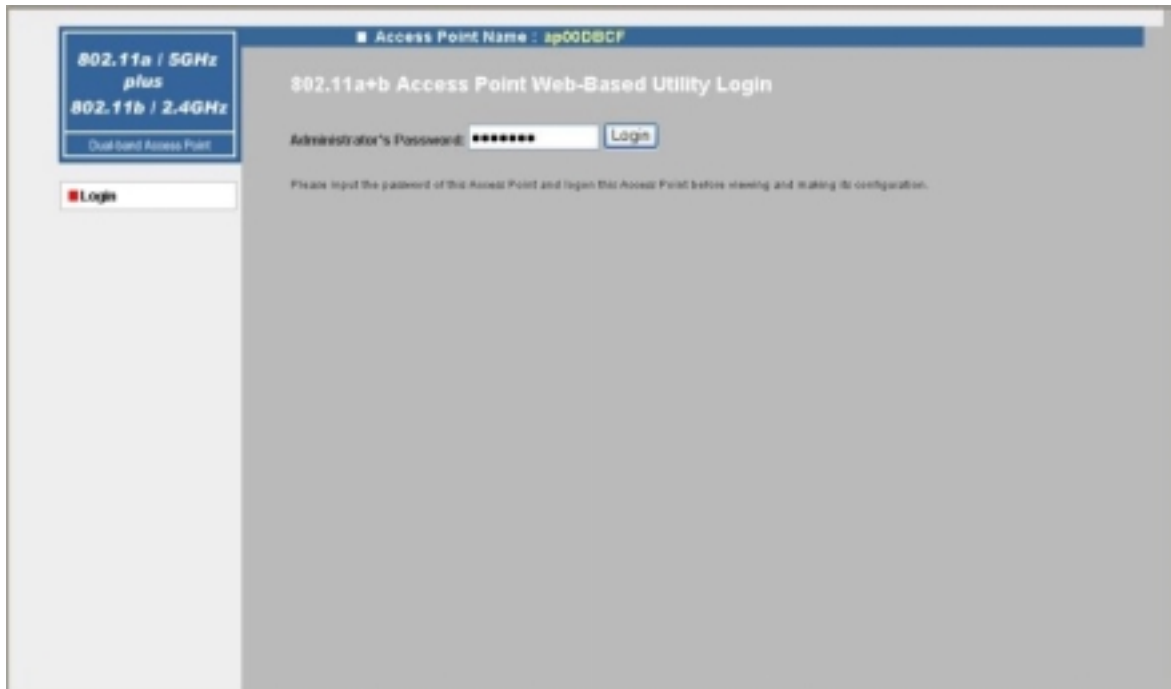 802.11a / 5GHz
plus
802.11b / 2.4GHz
Dual-band Access Point
Login
Access Point Name : ap00DBCF
802.11a+b Access Point Web-Based Utility Login
Administrator's Password: Login
Please input the password of this Access Point and logon this Access Point before viewing and making its configuration.